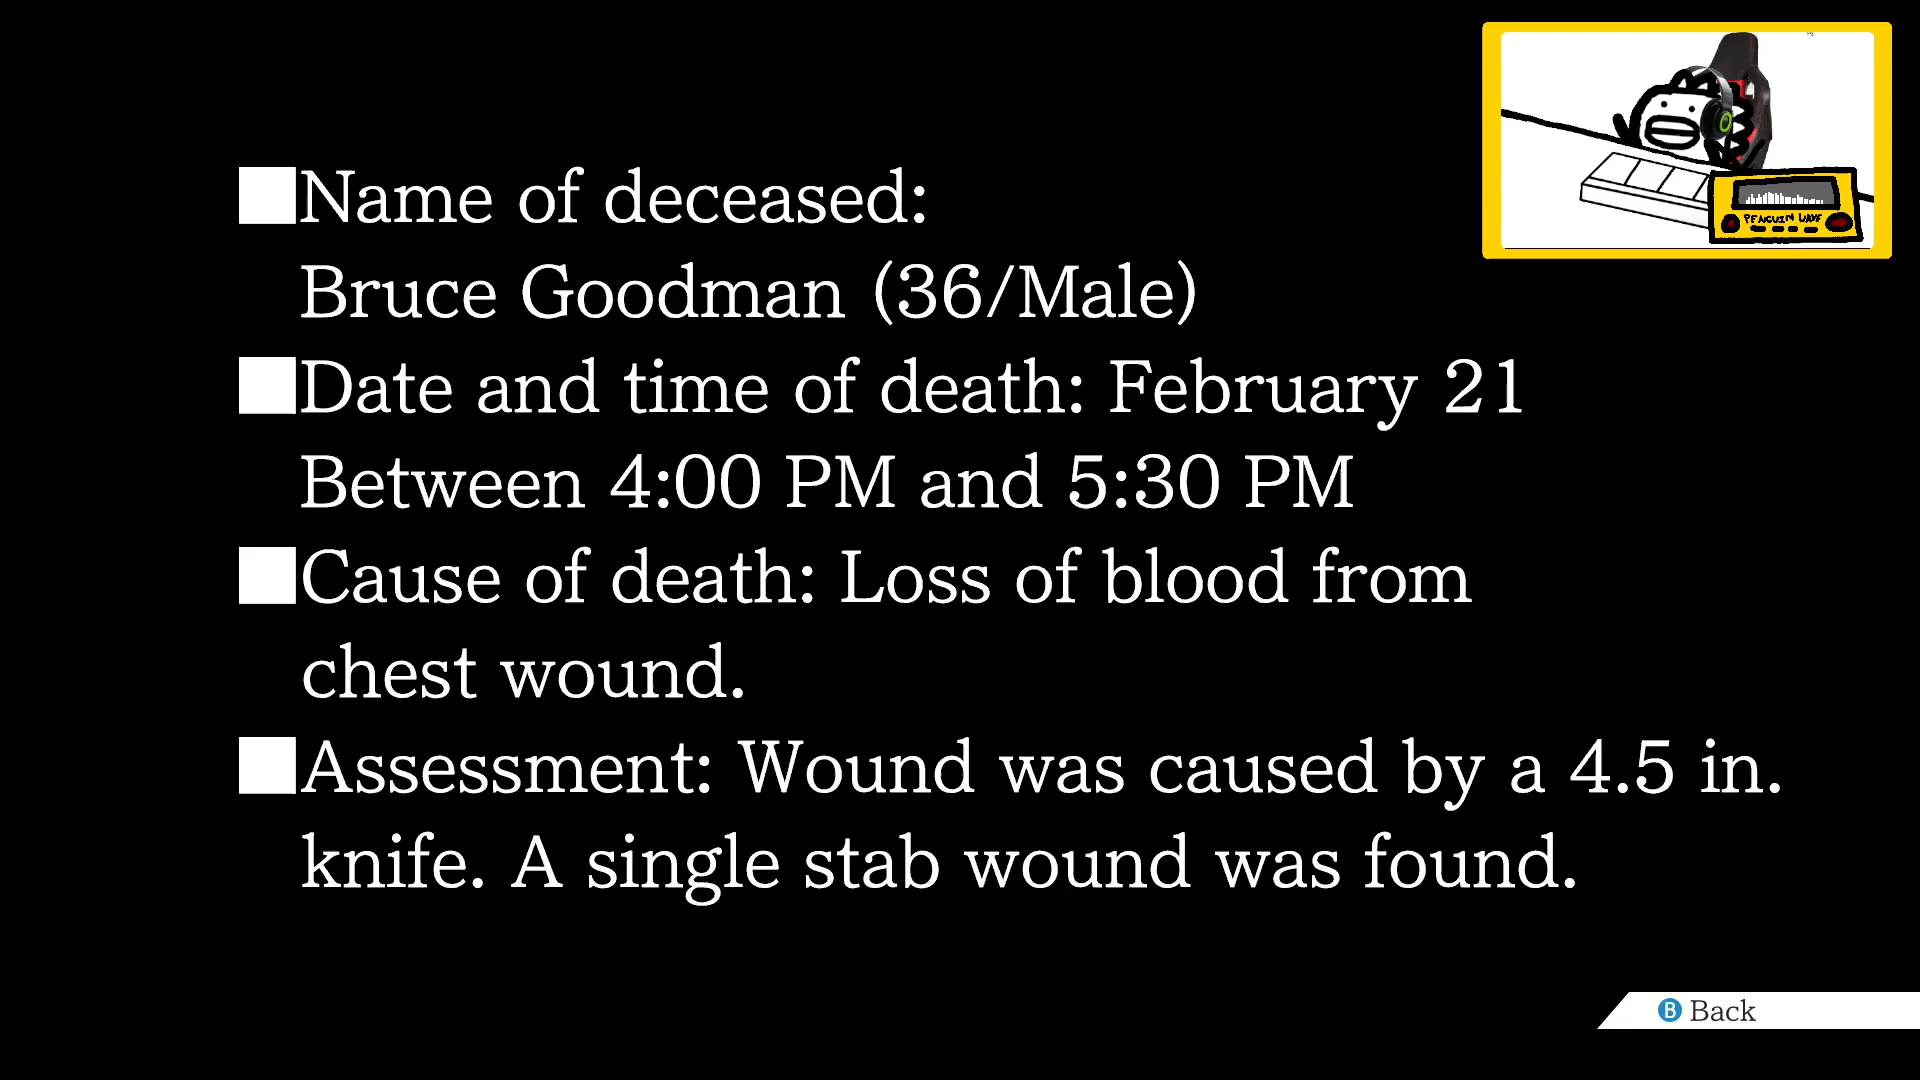 ■Name of deceased:
Bruce Goodman (36/Male)
■Date and time of death: February 21
Between 4:00 PM and 5:30 PM
■Cause of death: Loss of blood from
chest wound.
■Assessment: Wound was caused by a 4.5 in.
knife. A single stab wound was found.
PENGUIN WAVE
B Back